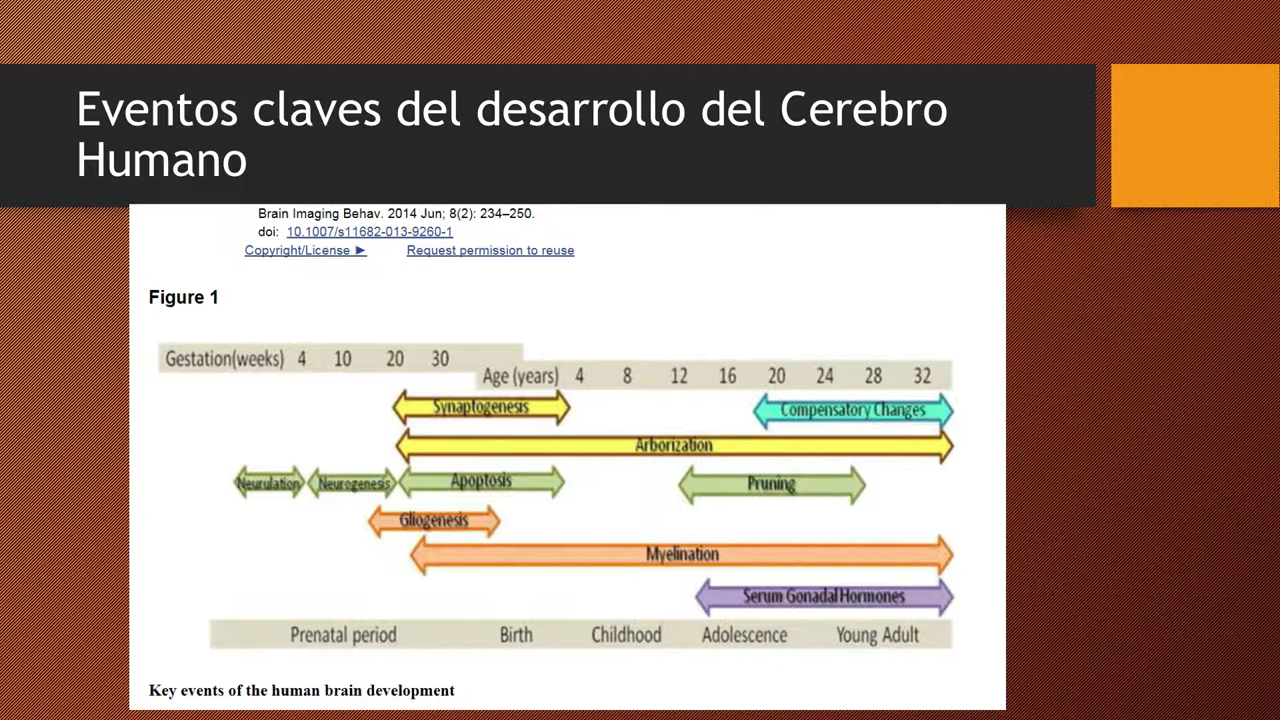 Eventos claves del desarrollo del Cerebro
Humano
Brain Imaging Behav. 2014 Jun; 8(2): 234–250.
doi: 10.1007/s11682-013-9260-1
Copyright/License ► Request permission to reuse
Figure 1
Gestation(weeks) 4 10 20 30
Age (years) 4 8 12 16 20 24 28 32
Synaptogenesis Compensatory Changes
Arborization
Neurulation Neurogenesis Apoptosis Pruning
Gliogenesis
Myelination
Serum Gonadal Hormones
Prenatal period Birth Childhood Adolescence Young Adult
Key events of the human brain development